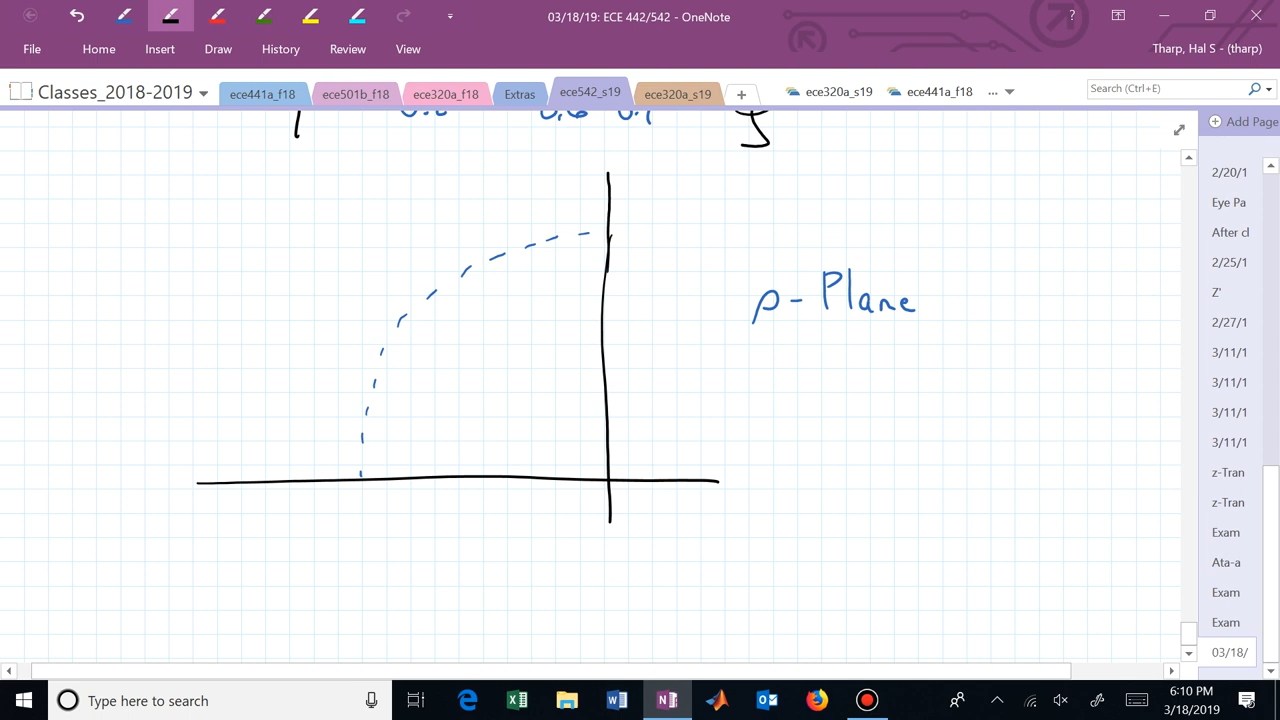 03/18/19: ECE 442/542 - OneNote
?
Tharp, Hal S - (tharp)
File Home Insert Draw History Review View
Classes_2018-2019
ece441a_f18 ece501b_f18 ece320a_f18 Extras ece542_s19 ece320a_s19 +
ece320a_s19 ece441a_f18 ...
Search (Ctrl+E)
Add Page
2/20/1
Eye Pa
After cl
2/25/1
Z'
2/27/1
3/11/1
3/11/1
3/11/1
3/11/1
z-Tran
z-Tran
Exam
Ata-a
Exam
Exam
03/18/
ρ - Plane
Type here to search
6:10 PM
3/18/2019